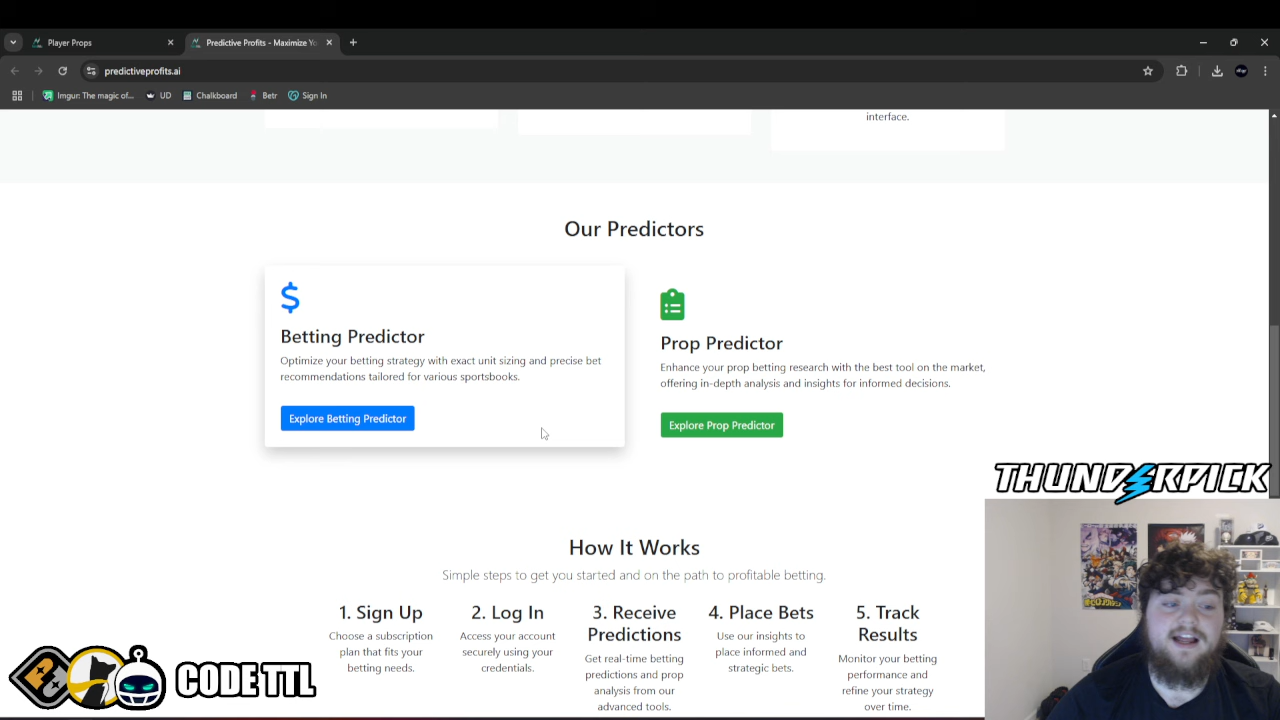 Player Props
Predictive Profits - Maximize Yo
predictiveprofits.ai
Imgur: The magic of...
UD
Chalkboard
Betr
Sign In
interface.
Our Predictors
Betting Predictor
Optimize your betting strategy with exact unit sizing and precise bet
recommendations tailored for various sportsbooks.
Explore Betting Predictor
Prop Predictor
Enhance your prop betting research with the best tool on the market,
offering in-depth analysis and insights for informed decisions.
Explore Prop Predictor
THUNDERPICK
How It Works
Simple steps to get you started and on the path to profitable betting.
1. Sign Up
Choose a subscription
plan that fits your
betting needs.
2. Log In
Access your account
securely using your
credentials.
3. Receive
Predictions
Get real-time betting
predictions and prop
analysis from our
advanced tools.
4. Place Bets
Use our insights to
place informed and
strategic bets.
5. Track
Results
Monitor your betting
performance and
refine your strategy
over time.
CODE TTL